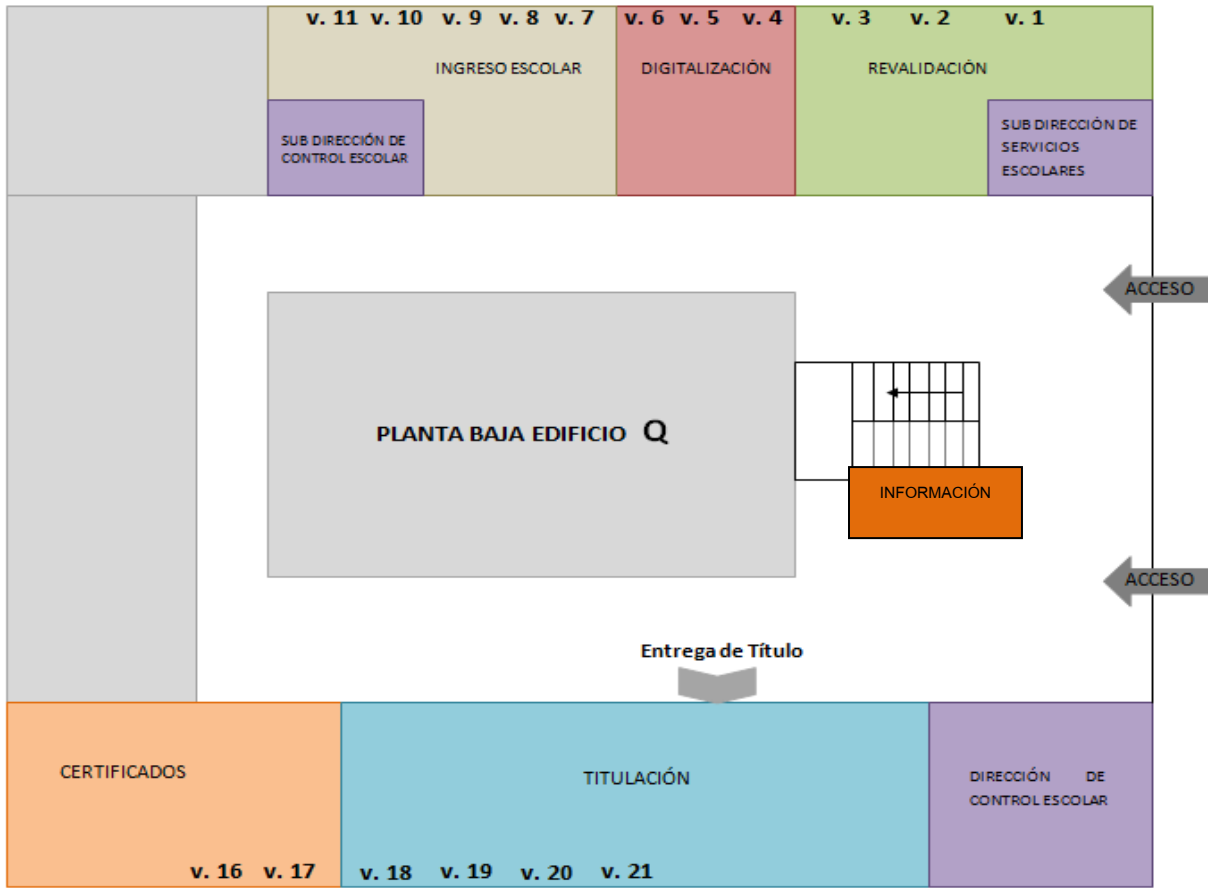 v. 11 v. 10 v. 9 v. 8 v. 7 v. 6 v. 5 v. 4 v. 3 v. 2 v. 1
INGRESO ESCOLAR
DIGITALIZACIÓN
REVALIDACIÓN
SUB DIRECCIÓN DE
CONTROL ESCOLAR
SUB DIRECCIÓN DE
SERVICIOS
ESCOLARES
ACCESO
PLANTA BAJA EDIFICIO Q
INFORMACIÓN
ACCESO
Entrega de Título
CERTIFICADOS
TITULACIÓN
DIRECCIÓN DE
CONTROL ESCOLAR
v. 16 v. 17 v. 18 v. 19 v. 20 v. 21